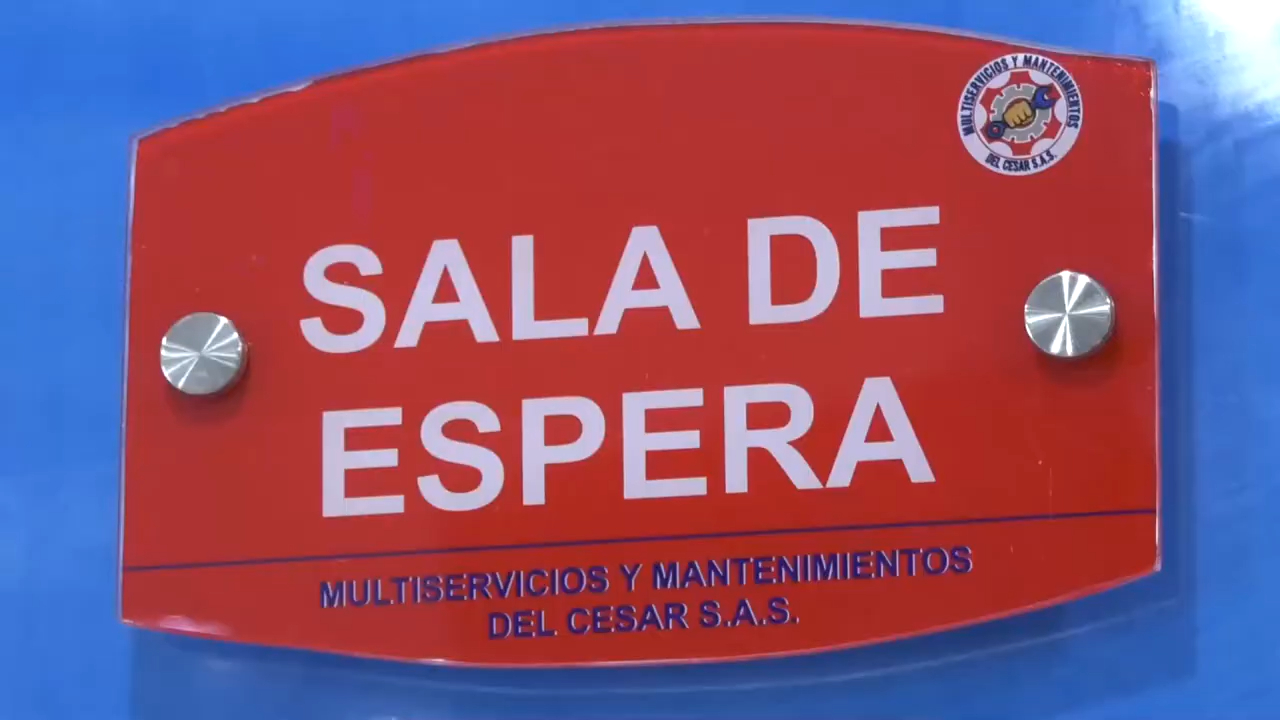 MULTISERVICIOS Y MANTENIMIENTOS
DEL CESAR S.A.S.
SALA DE
ESPERA
MULTISERVICIOS Y MANTENIMIENTOS
DEL CESAR S.A.S.